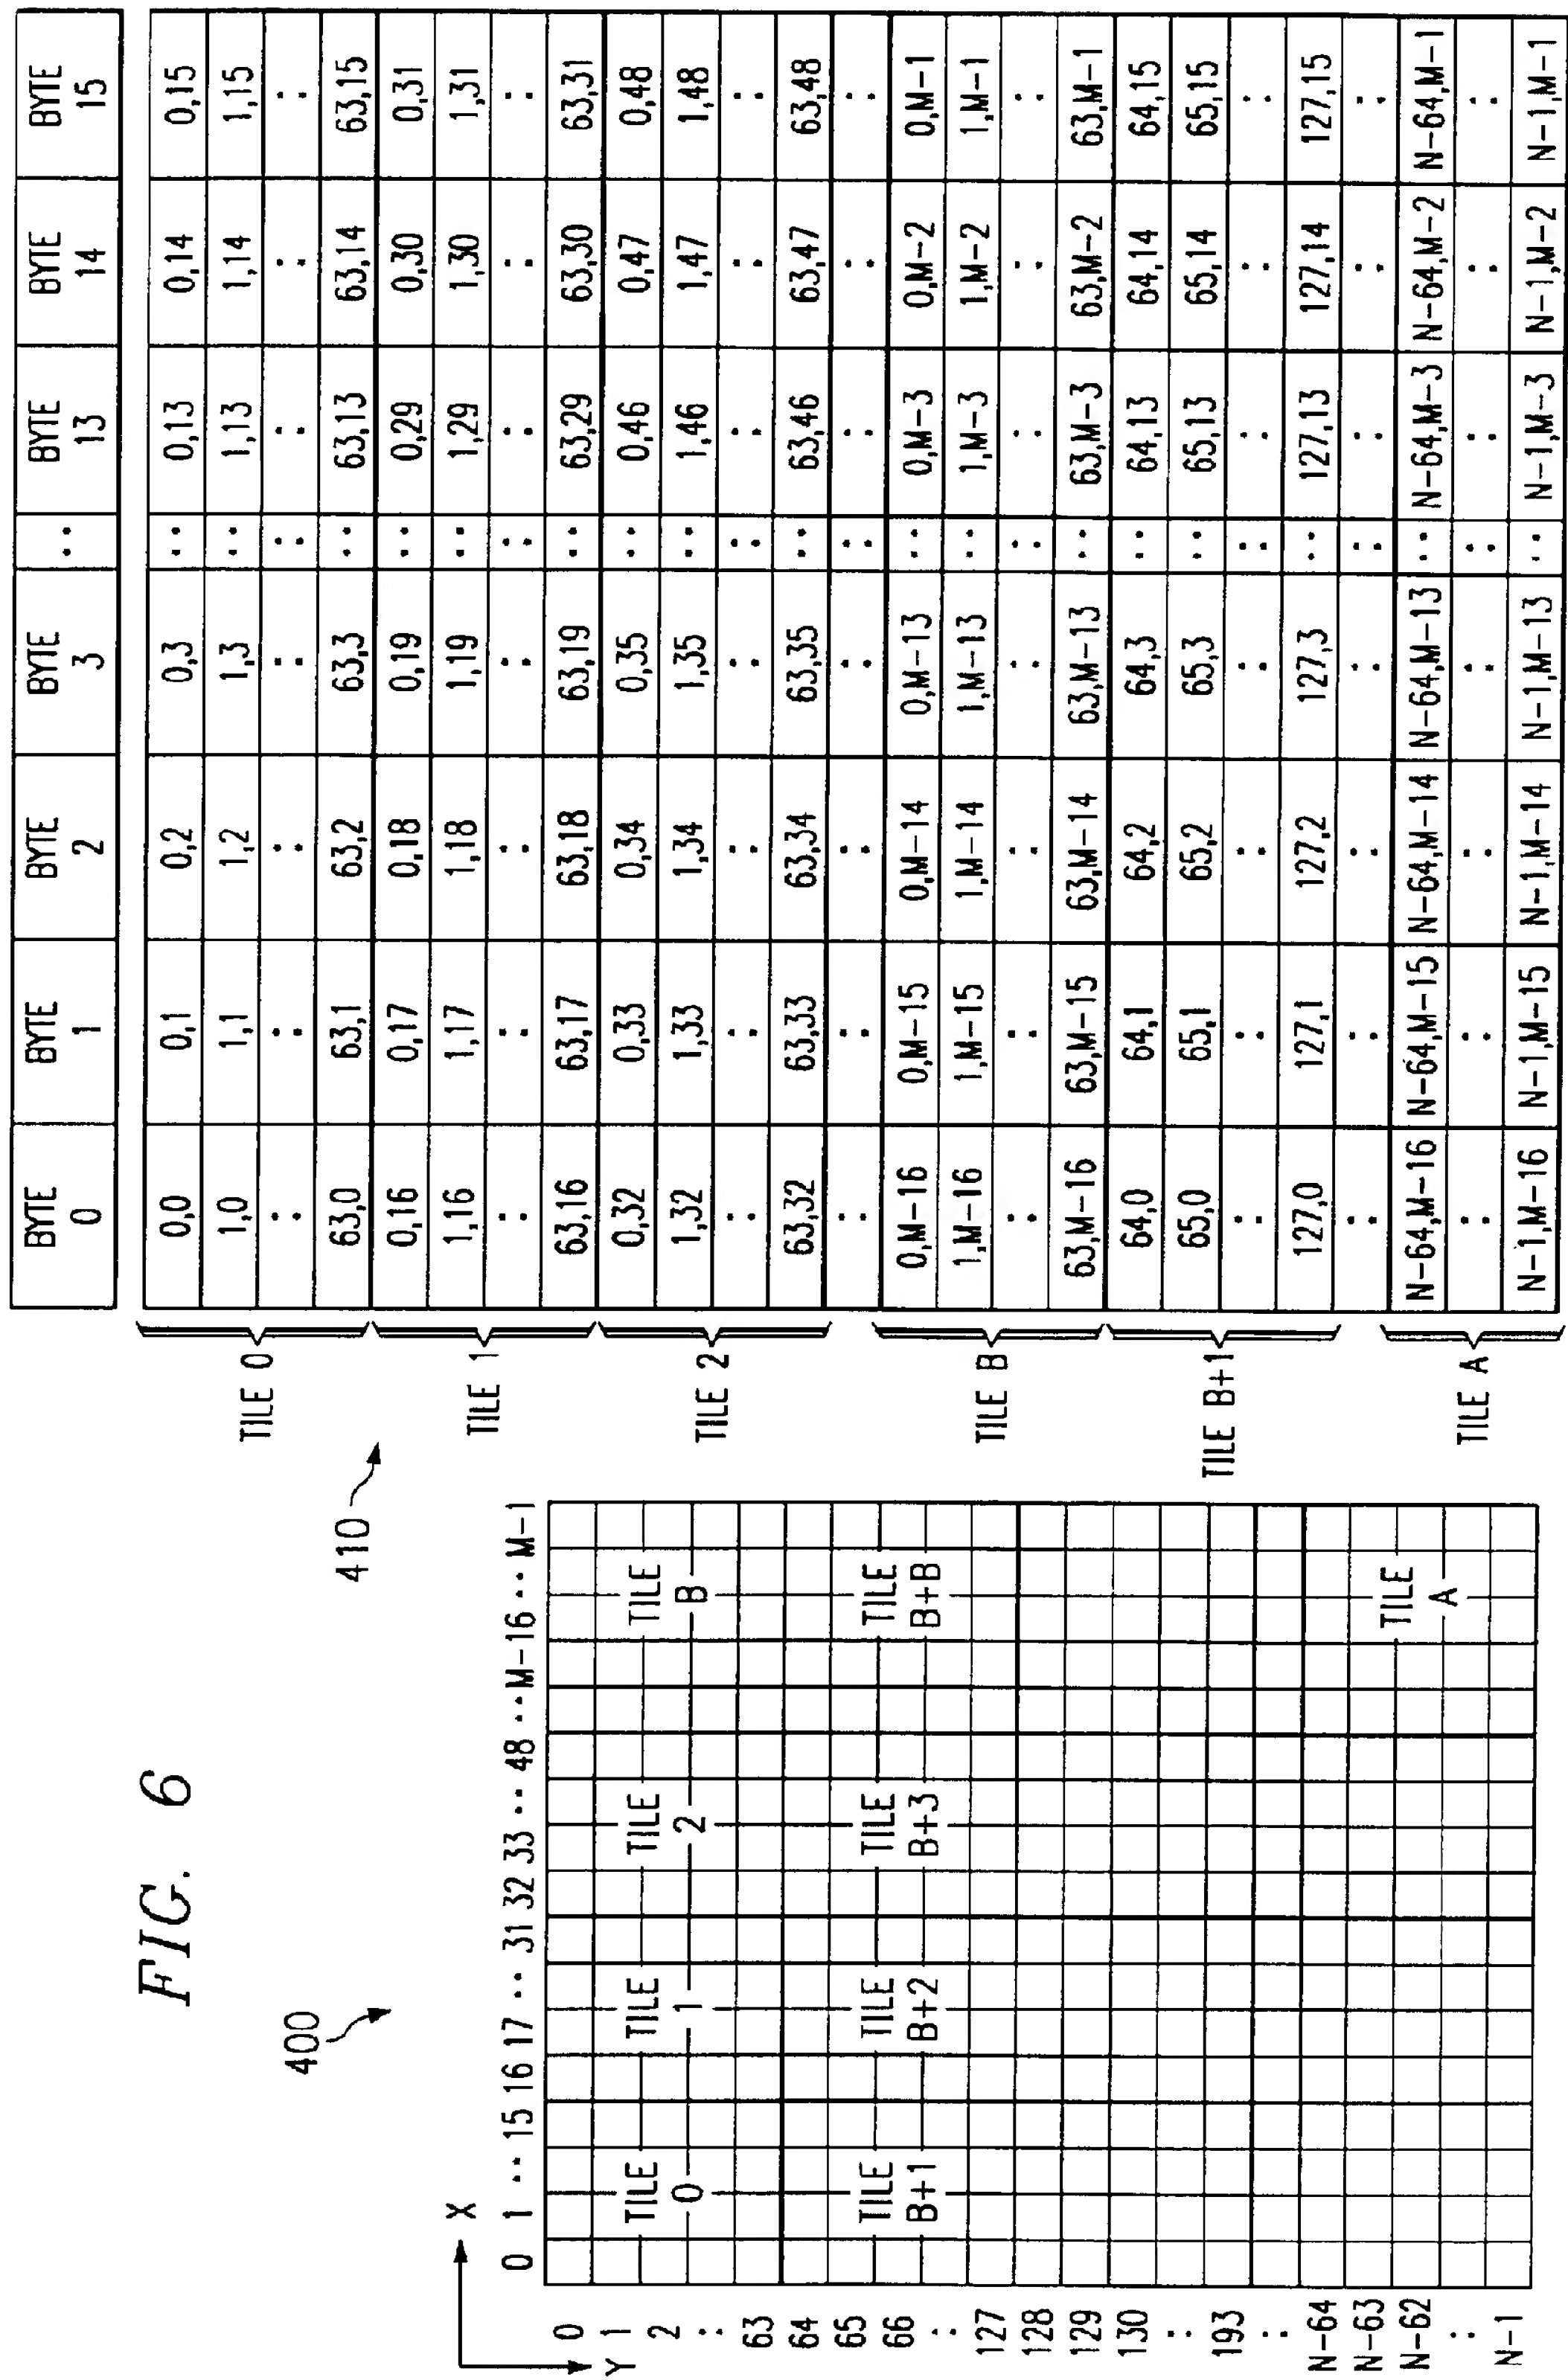 FIG. 6
400
X
0 1 ·· 15 16 17 ·· 31 32 33 ·· 48 ·· M-16 ·· M-1
Y
0
1
2
:
63
64
65
66
:
127
128
129
130
:
193
:
N-64
N-63
N-62
:
N-1
TILE 0 TILE 1 TILE 2 TILE B
TILE B+1 TILE B+2 TILE B+3 TILE B+B
TILE A
410
BYTE 0 BYTE 1 BYTE 2 BYTE 3 ·· BYTE 13 BYTE 14 BYTE 15
TILE 0
0,0 0,1 0,2 0,3 ·· 0,13 0,14 0,15
1,0 1,1 1,2 1,3 ·· 1,13 1,14 1,15
·· ·· ·· ·· ·· ·· ·· ··
63,0 63,1 63,2 63,3 ·· 63,13 63,14 63,15
TILE 1
0,16 0,17 0,18 0,19 ·· 0,29 0,30 0,31
1,16 1,17 1,18 1,19 ·· 1,29 1,30 1,31
·· ·· ·· ·· ·· ·· ·· ··
63,16 63,17 63,18 63,19 ·· 63,29 63,30 63,31
TILE 2
0,32 0,33 0,34 0,35 ·· 0,46 0,47 0,48
1,32 1,33 1,34 1,35 ·· 1,46 1,47 1,48
·· ·· ·· ·· ·· ·· ·· ··
63,32 63,33 63,34 63,35 ·· 63,46 63,47 63,48
·· ·· ·· ·· ·· ·· ·· ··
TILE B
0,M-16 0,M-15 0,M-14 0,M-13 ·· 0,M-3 0,M-2 0,M-1
1,M-16 1,M-15 1,M-14 1,M-13 ·· 1,M-3 1,M-2 1,M-1
·· ·· ·· ·· ·· ·· ·· ··
63,M-16 63,M-15 63,M-14 63,M-13 ·· 63,M-3 63,M-2 63,M-1
TILE B+1
64,0 64,1 64,2 64,3 ·· 64,13 64,14 64,15
65,0 65,1 65,2 65,3 ·· 65,13 65,14 65,15
·· ·· ·· ·· ·· ·· ·· ··
127,0 127,1 127,2 127,3 ·· 127,13 127,14 127,15
·· ·· ·· ·· ·· ·· ·· ··
TILE A
N-64,M-16 N-64,M-15 N-64,M-14 N-64,M-13 ·· N-64,M-3 N-64,M-2 N-64,M-1
·· ·· ·· ·· ·· ·· ·· ··
N-1,M-16 N-1,M-15 N-1,M-14 N-1,M-13 ·· N-1,M-3 N-1,M-2 N-1,M-1